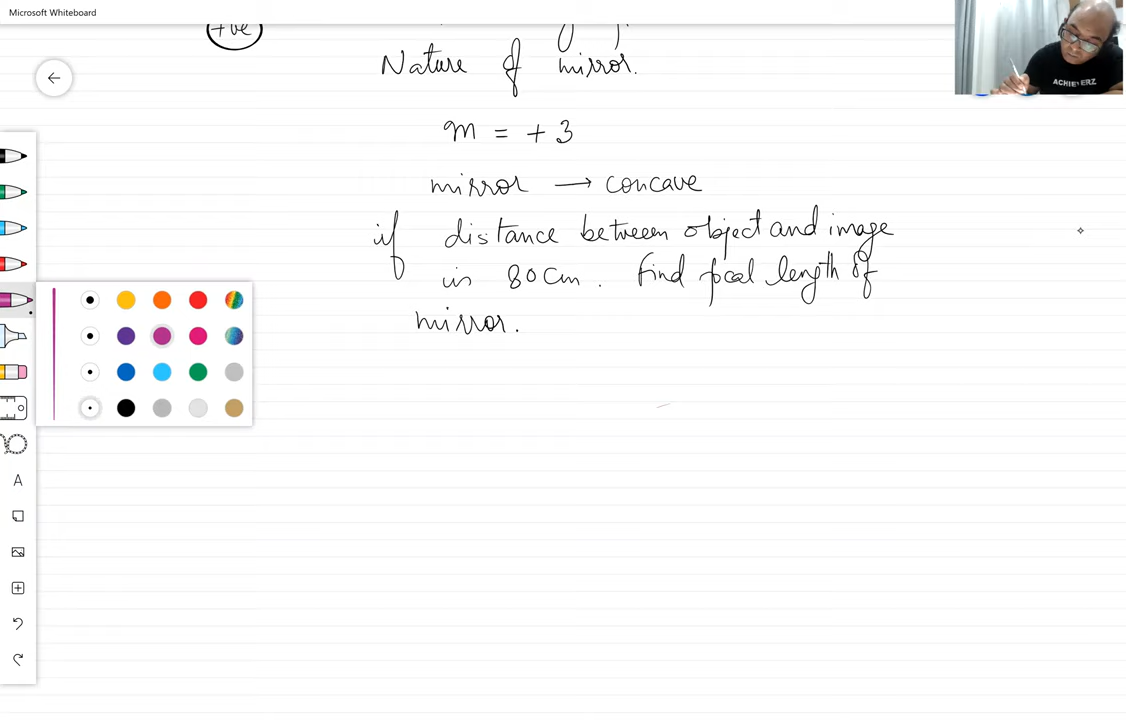 Microsoft Whiteboard
+ve
Nature of mirror.
m = + 3
mirror → concave
if distance between object and image
is 80 cm. find focal length of
mirror.
A